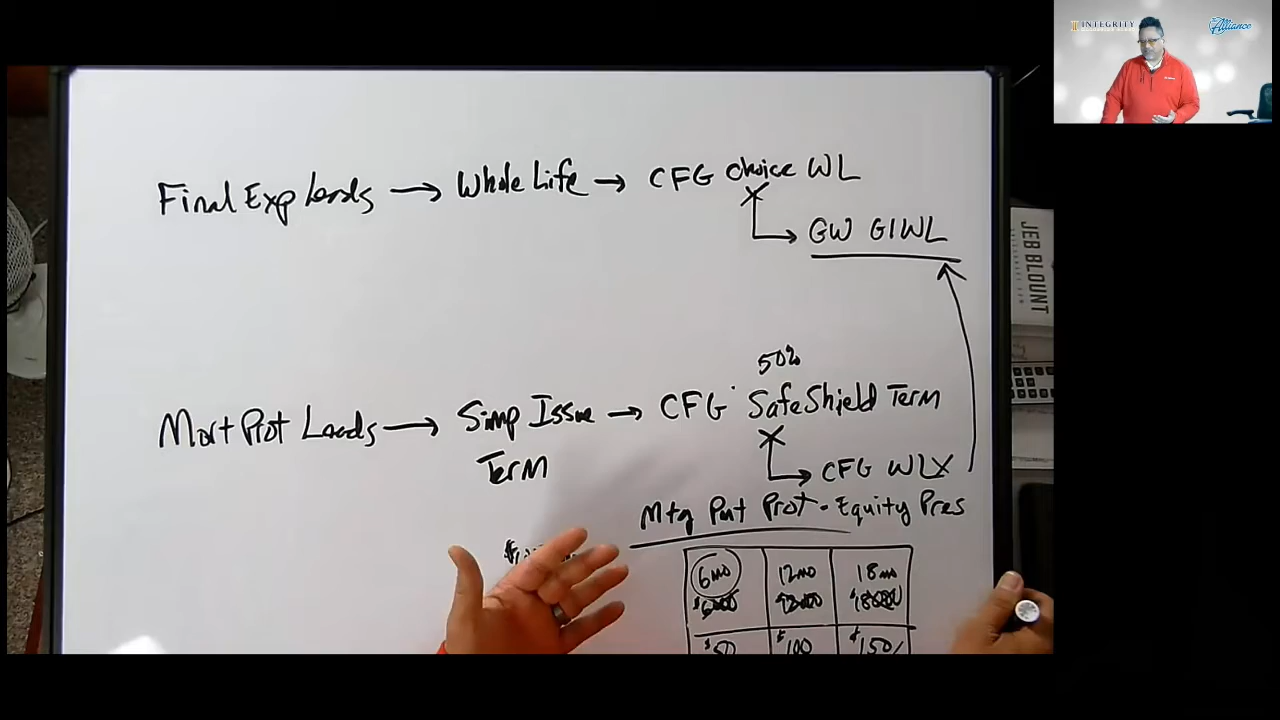 INTEGRITY
Alliance
Final Exp Leads → Whole Life → CFG Choice WL
X
→ GW GIWL
JEB BLOUNT
50%
Mort Prot Leads → Simp Issue → CFG SafeShield Term
Term
X
→ CFG WL X
Mtg Pmt Prot - Equity Pres
6mo 12mo 18mo
$50 $100 $150